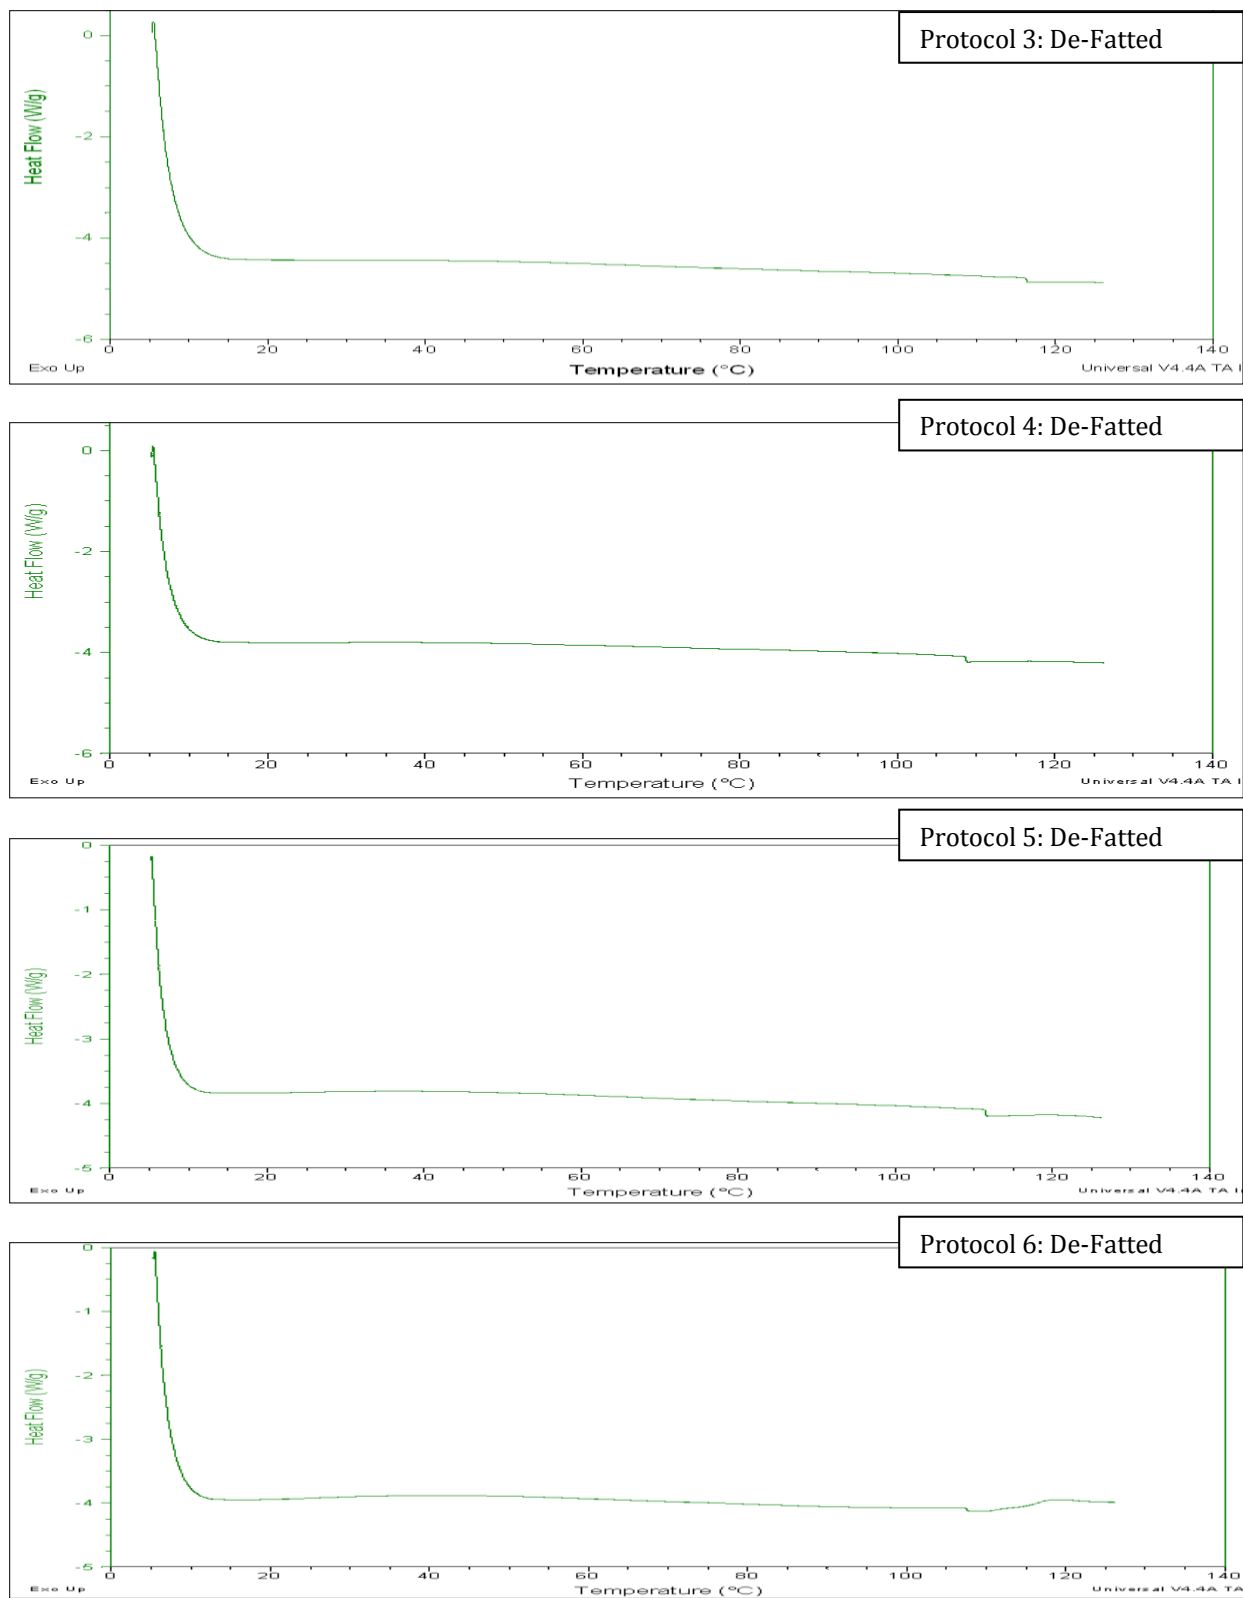 Protocol 3: De-Fatted
0
-2
-4
-6
Heat Flow (W/g)
0 20 40 60 80 100 120 140
Exo Up Temperature (°C) Universal V4.4A TA I
Protocol 4: De-Fatted
0
-2
-4
-6
Heat Flow (W/g)
0 20 40 60 80 100 120 140
Exo Up Temperature (°C) Universal V4.4A TA I
Protocol 5: De-Fatted
0
-1
-2
-3
-4
-5
Heat Flow (W/g)
0 20 40 60 80 100 120 140
Exo Up Temperature (°C) Universal V4.4A TA I
Protocol 6: De-Fatted
0
-1
-2
-3
-4
-5
Heat Flow (W/g)
0 20 40 60 80 100 120 140
Exo Up Temperature (°C) Universal V4.4A TA